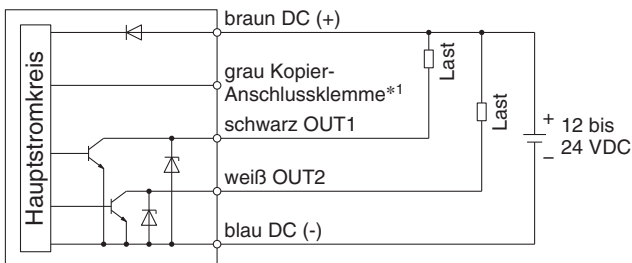 braun DC (+)
grau Kopier-
Anschlussklemme*1
schwarz OUT1
weiß OUT2
blau DC (-)
Hauptstromkreis
Last
Last
+
12 bis
–
24 VDC